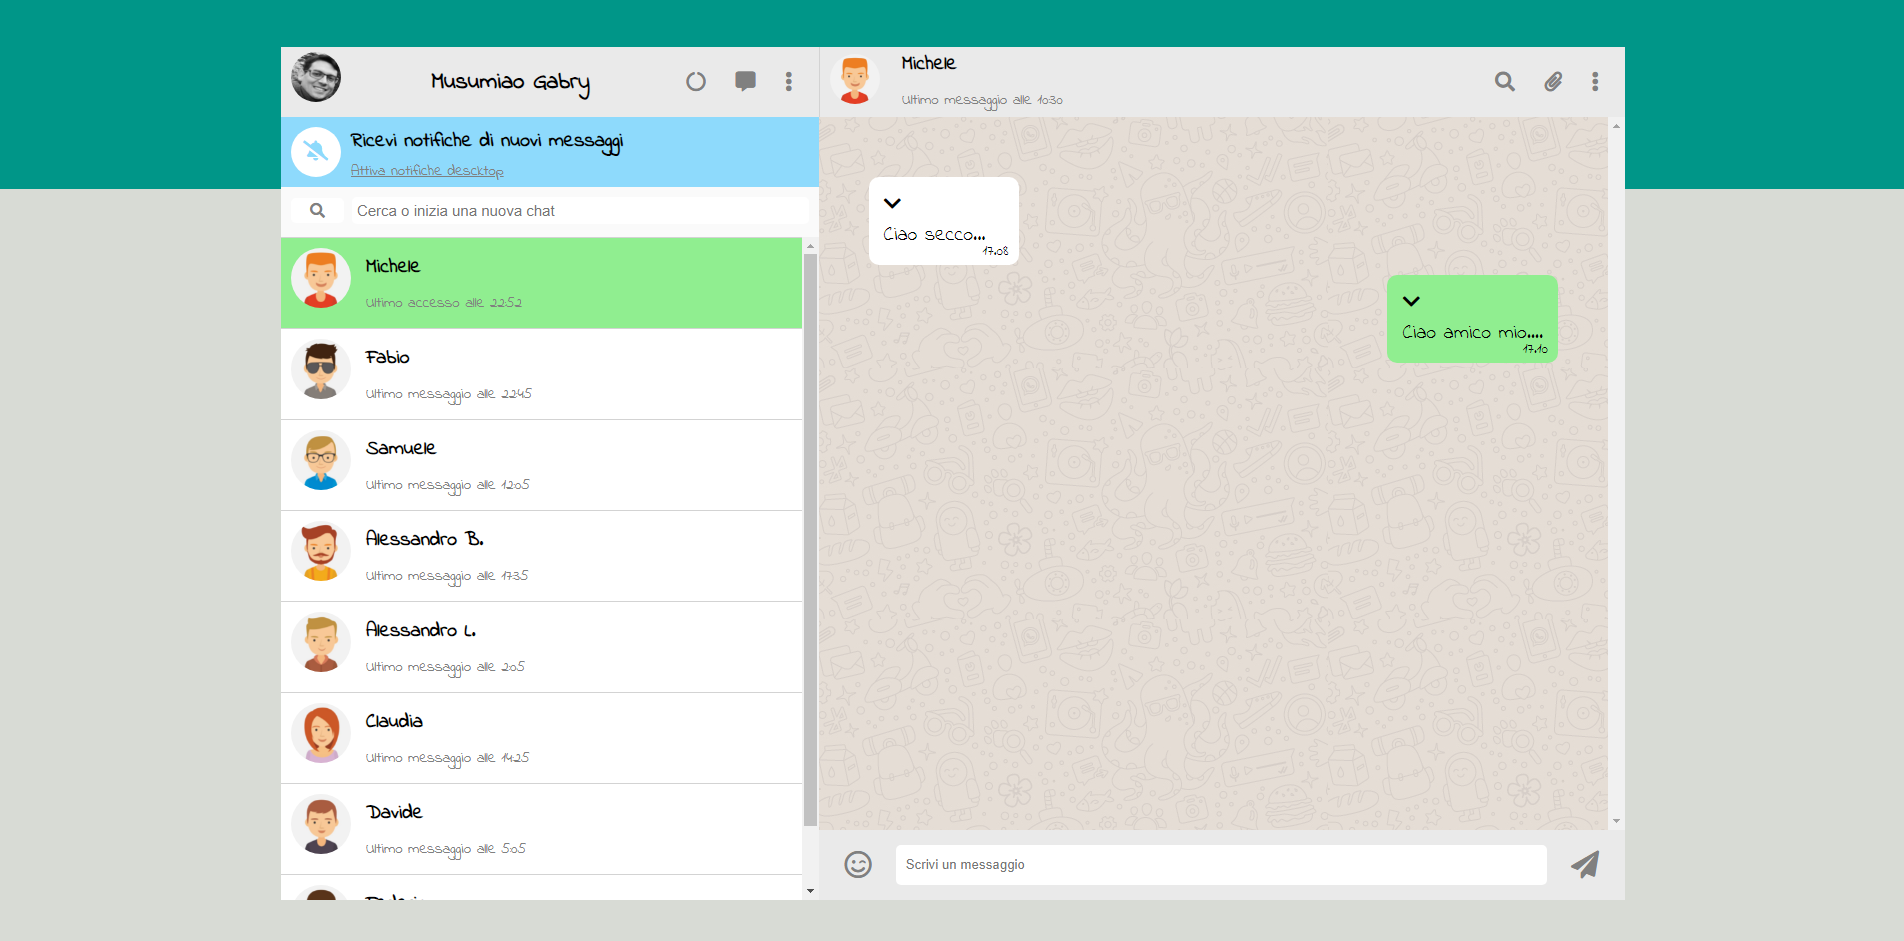 Musumiao Gabry
Ricevi notifiche di nuovi messaggi
Attiva notifiche descktop
Cerca o inizia una nuova chat
Michele
Ultimo accesso alle 22:52
Fabio
Ultimo messaggio alle 22:45
Samuele
Ultimo messaggio alle 12:05
Alessandro B.
Ultimo messaggio alle 17:35
Alessandro L.
Ultimo messaggio alle 2:05
Claudia
Ultimo messaggio alle 14:25
Davide
Ultimo messaggio alle 5:05
Michele
Ultimo messaggio alle 10:30
Ciao secco...
17.08
Ciao amico mio....
17.10
Scrivi un messaggio